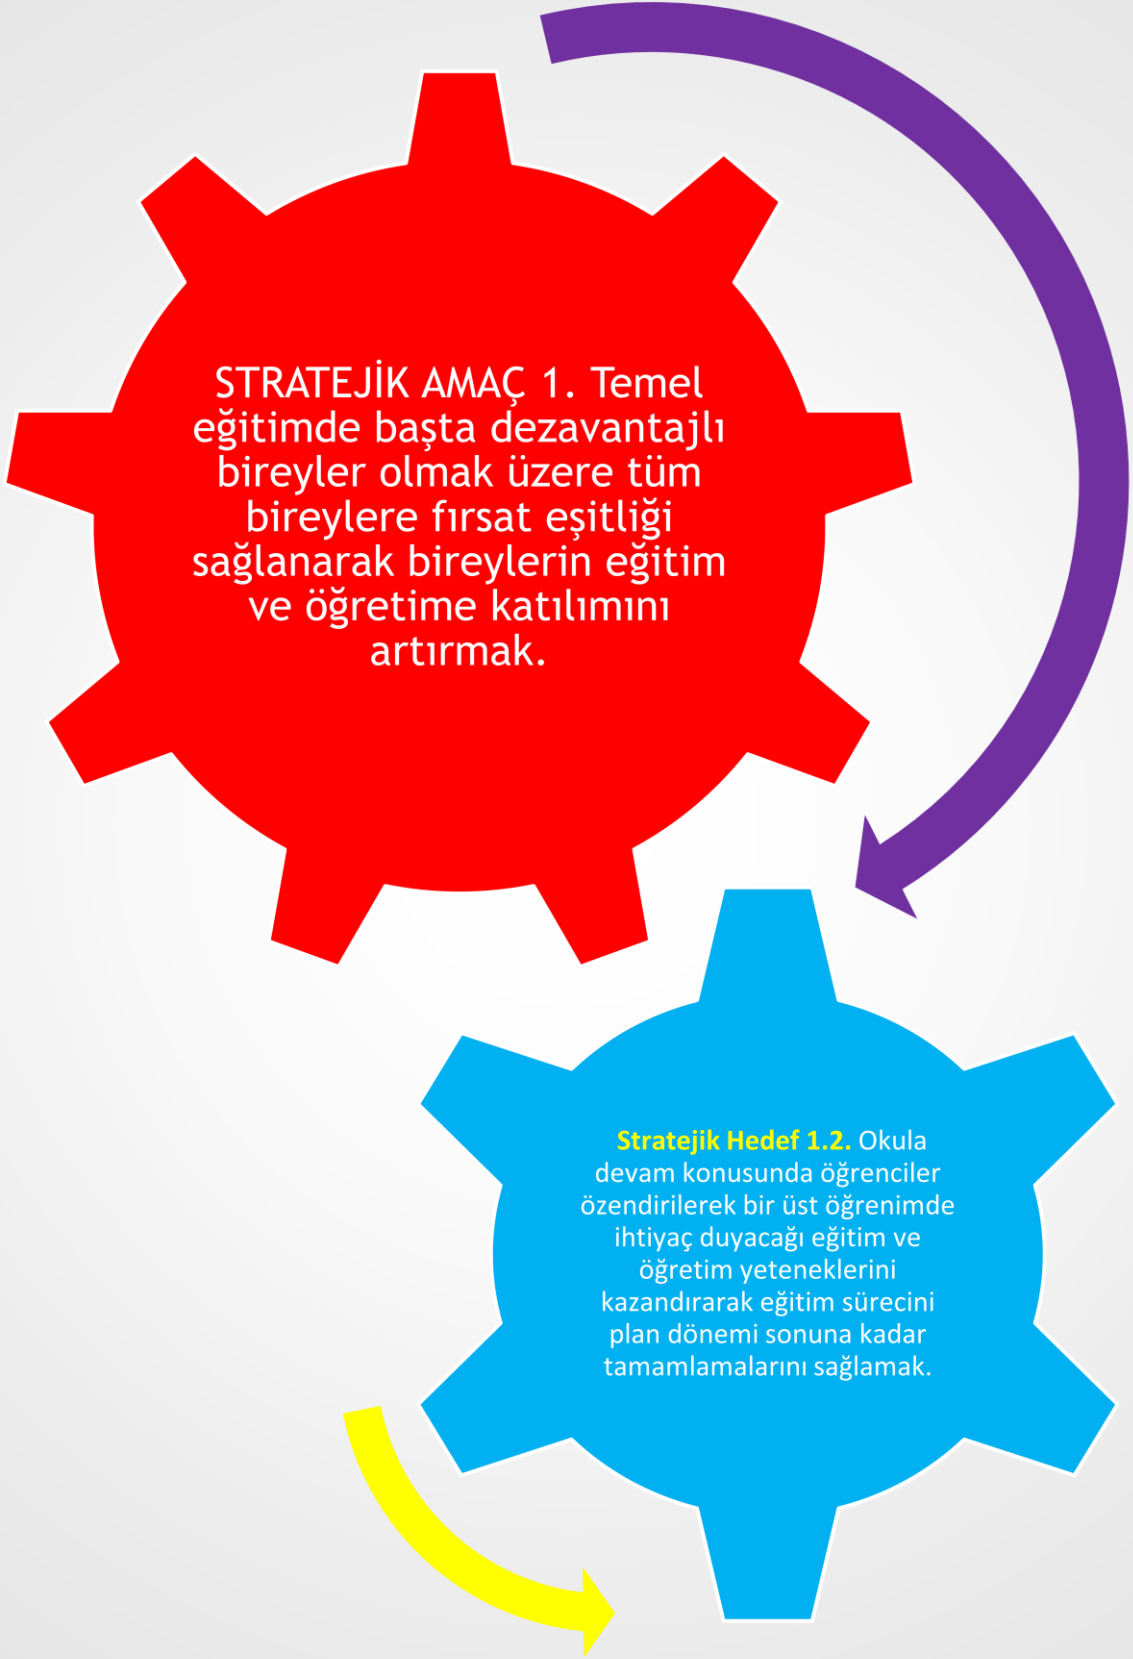 STRATEJİK AMAÇ 1. Temel
eğitimde başta dezavantajlı
bireyler olmak üzere tüm
bireylere fırsat eşitliği
sağlanarak bireylerin eğitim
ve öğretime katılımını
artırmak.
Stratejik Hedef 1.2. Okula
devam konusunda öğrenciler
özendirilerek bir üst öğrenimde
ihtiyaç duyacağı eğitim ve
öğretim yeteneklerini
kazandırarak eğitim sürecini
plan dönemi sonuna kadar
tamamlamalarını sağlamak.